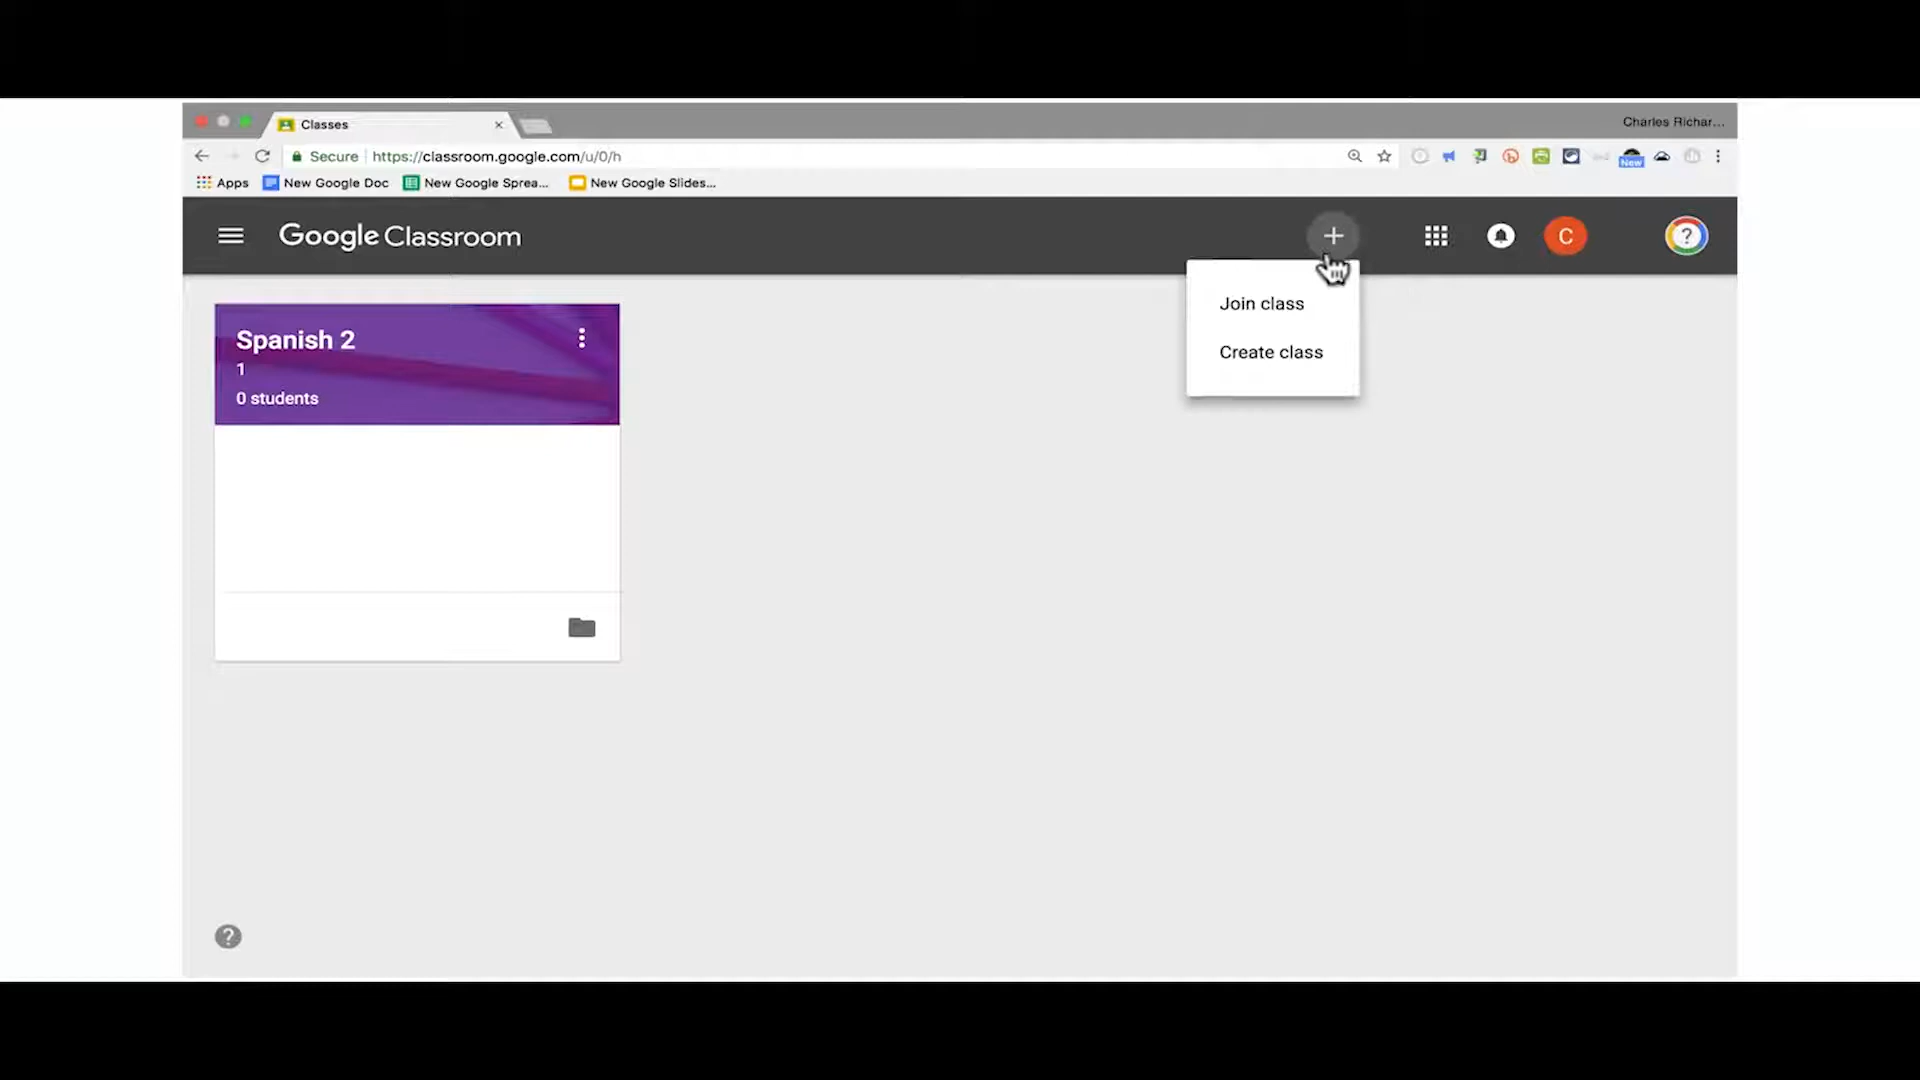 Classes
Charles Richar...
Secure https://classroom.google.com/u/0/h
New
Apps New Google Doc New Google Sprea... New Google Slides...
Google Classroom
C
?
Join class
Create class
Spanish 2
1
0 students
?